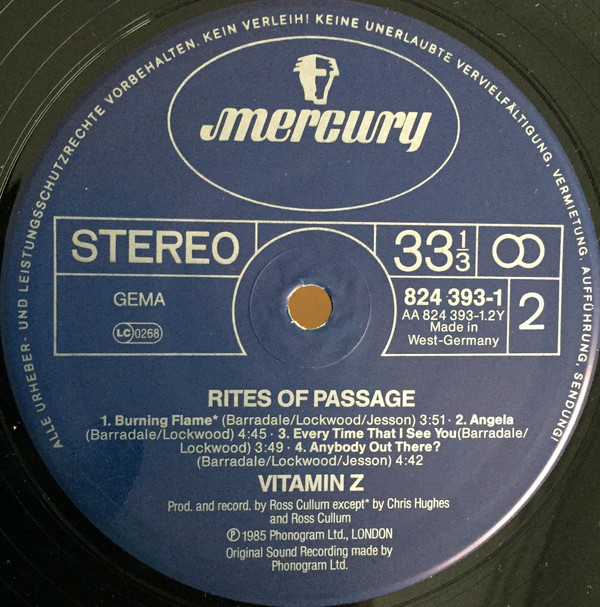 ALLE URHEBER- UND LEISTUNGSSCHUTZRECHTE VORBEHALTEN. KEIN VERLEIH! KEINE UNERLAUBTE VERVIELFÄLTIGUNG, VERMIETUNG, AUFFÜHRUNG, SENDUNG!
mercury
STEREO
33 1/3
GEMA
LC 0268
824 393-1
AA 824 393-1.2Y
Made in
West-Germany
2
RITES OF PASSAGE
1. Burning Flame* (Barradale/Lockwood/Jesson) 3:51 · 2. Angela
(Barradale/Lockwood) 4:45 · 3. Every Time That I See You(Barradale/
Lockwood) 3:49 · 4. Anybody Out There?
(Barradale/Lockwood/Jesson) 4:42
VITAMIN Z
Prod. and record. by Ross Cullum except* by Chris Hughes
and Ross Cullum
℗ 1985 Phonogram Ltd., LONDON
Original Sound Recording made by
Phonogram Ltd.